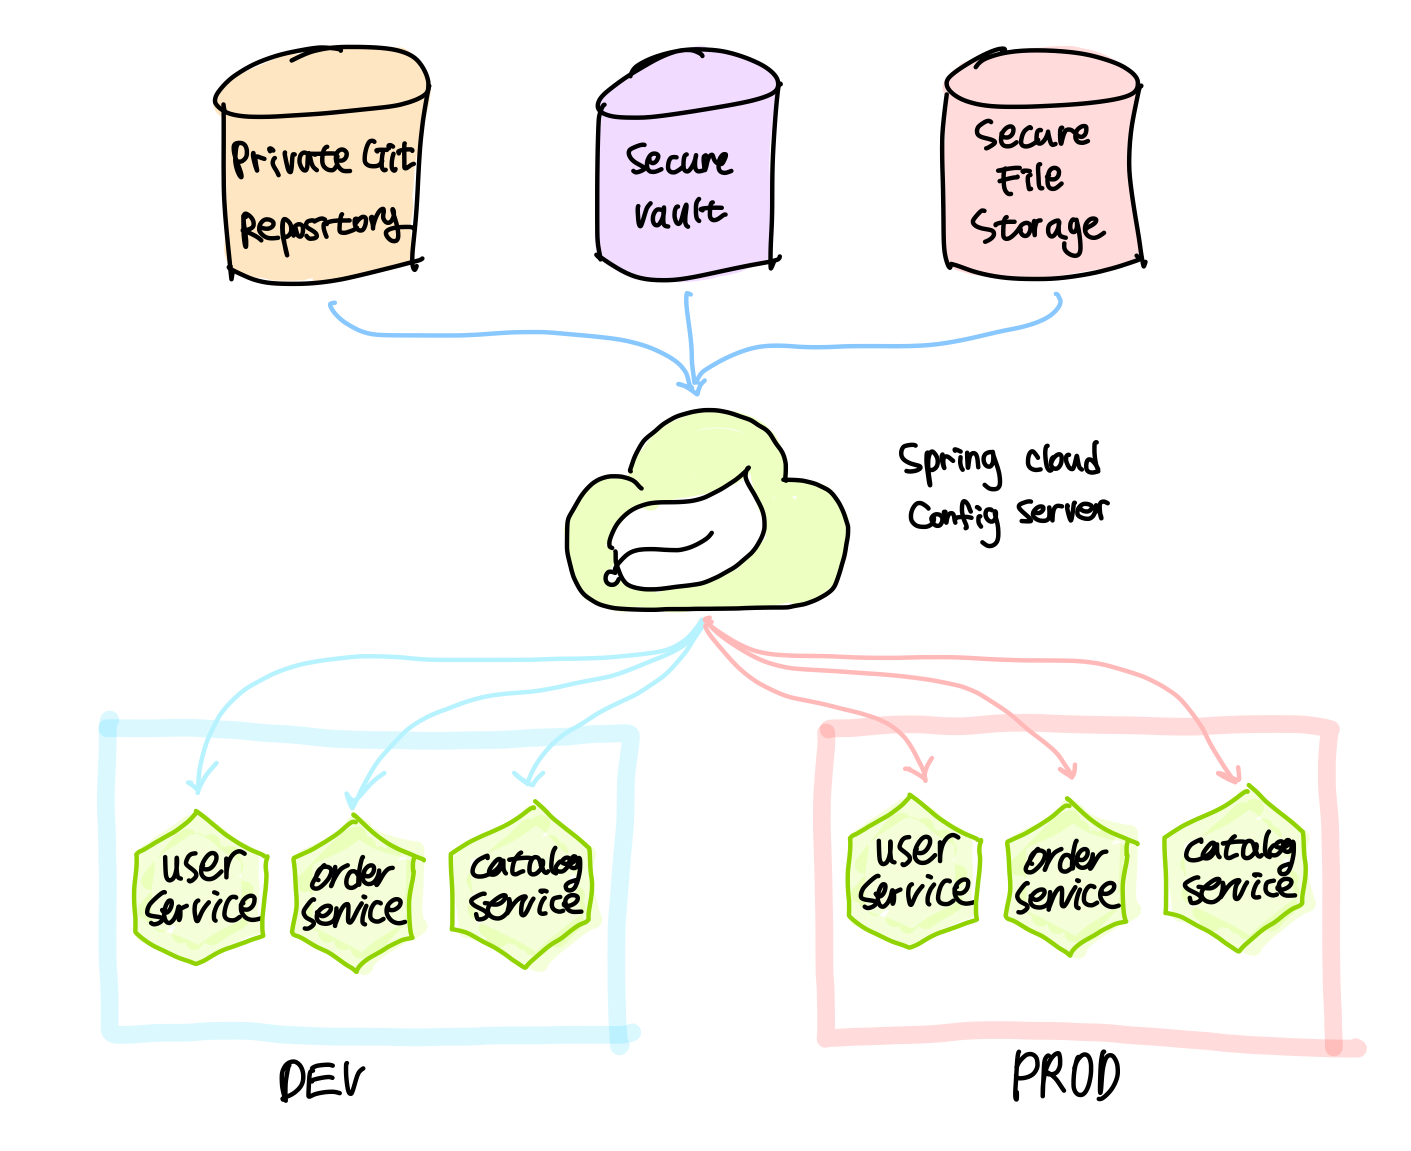 Private Git
Repository
Secure
Vault
Secure
File
Storage
Spring cloud
Config Server
user
service
order
service
catalog
service
user
service
order
service
catalog
service
DEV
PROD